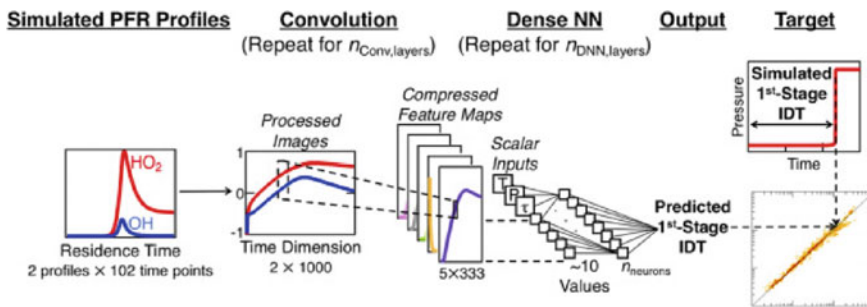 Simulated PFR Profiles
Convolution
(Repeat for nConv,layers)
Dense NN
(Repeat for nDNN,layers)
Output
Target
Processed
Images
Compressed
Feature Maps
Scalar
Inputs
T
P
τ
HO2
OH
Residence Time
2 profiles × 102 time points
1
0
-1
Time Dimension
2 × 1000
5×333
~10
Values
nneurons
Predicted
1st-Stage
IDT
Pressure
Simulated
1st-Stage
IDT
Time